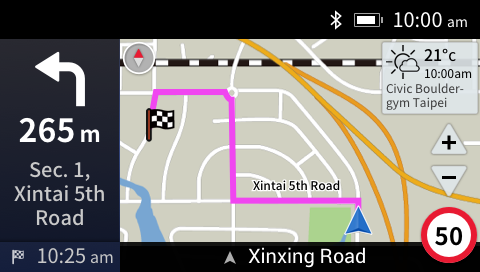 10:00 am
265 m
Sec. 1,
Xintai 5th
Road
10:25 am
21°c
10:00am
Civic Boulder-
gym Taipei
Xintai 5th Road
+
−
50
Xinxing Road